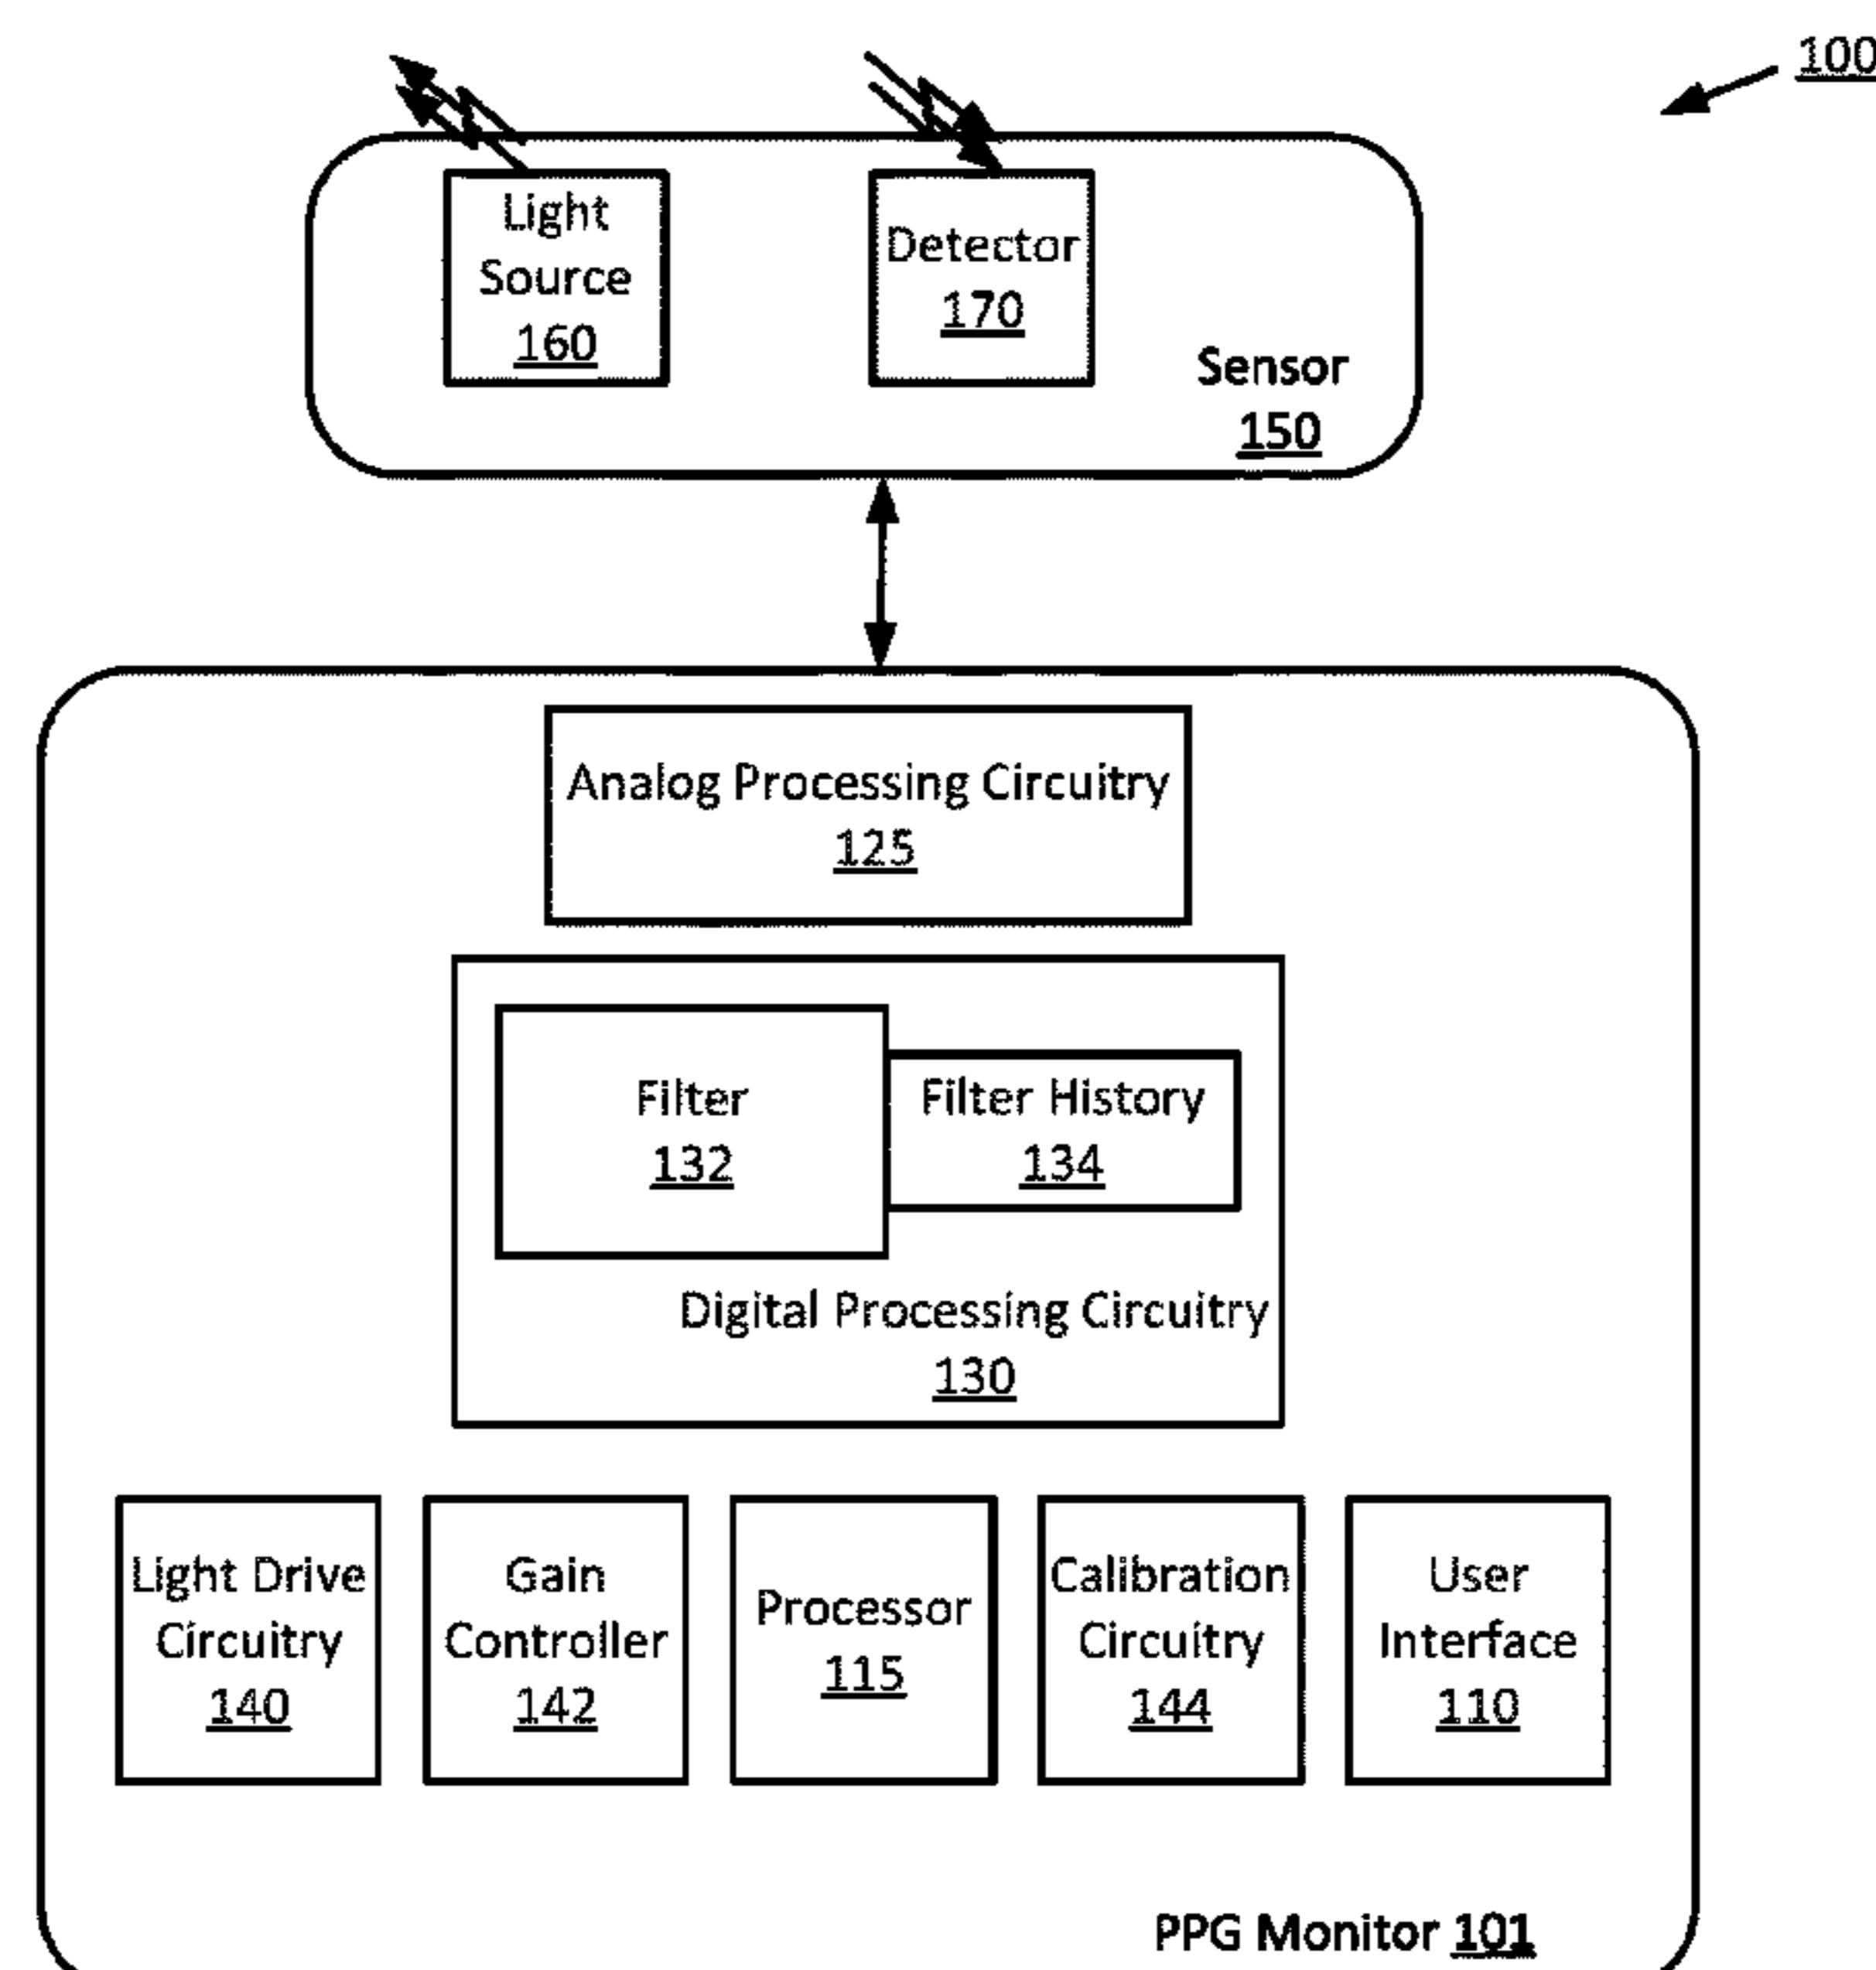 100
Light
Source
160
Detector
170
Sensor
150
Analog Processing Circuitry
125
Filter
132
Filter History
134
Digital Processing Circuitry
130
Light Drive
Circuitry
140
Gain
Controller
142
Processor
115
Calibration
Circuitry
144
User
Interface
110
PPG Monitor 101